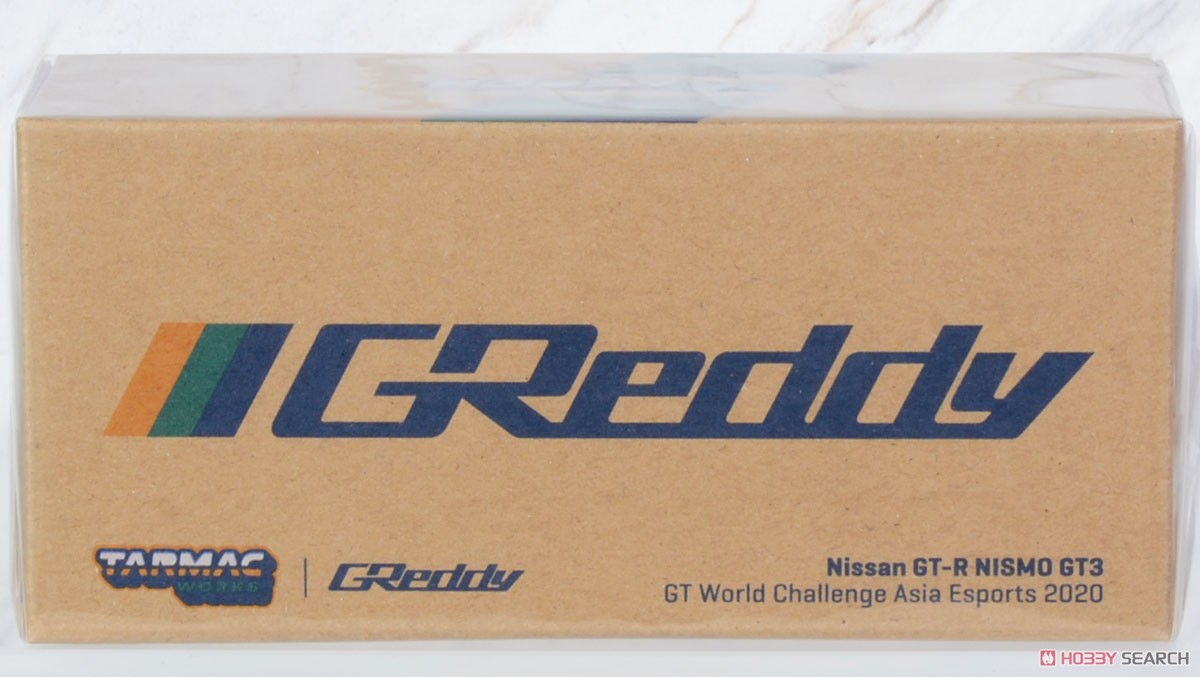 GReddy
TARMAC
WORKS
GReddy
Nissan GT-R NISMO GT3
GT World Challenge Asia Esports 2020
HOBBY SEARCH